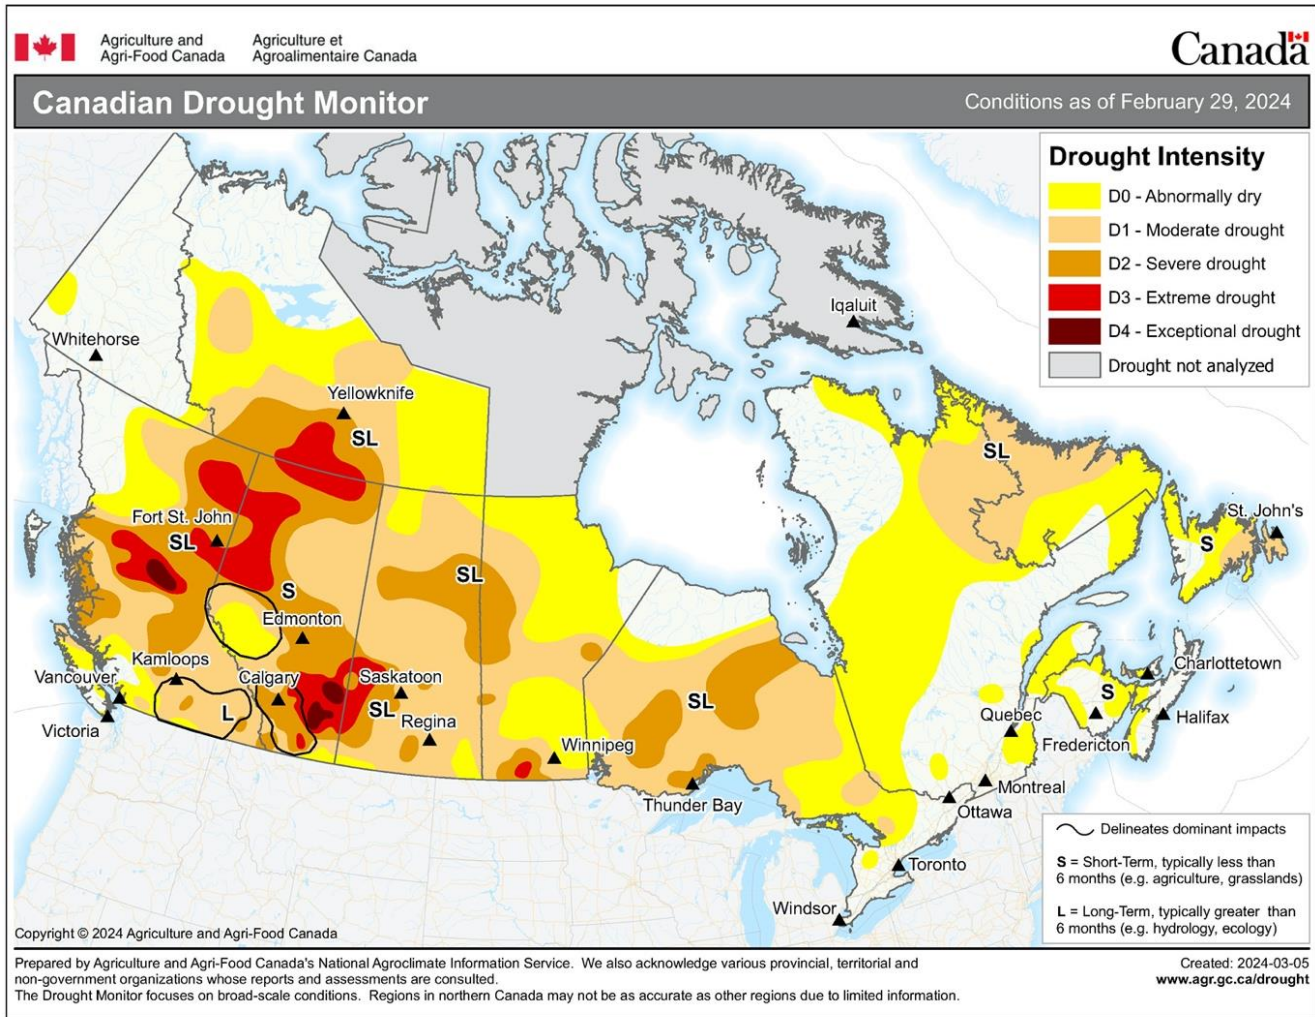 Agriculture and
Agri-Food Canada
Agriculture et
Agroalimentaire Canada
Canada
Canadian Drought Monitor
Conditions as of February 29, 2024
Drought Intensity
D0 - Abnormally dry
D1 - Moderate drought
D2 - Severe drought
D3 - Extreme drought
D4 - Exceptional drought
Drought not analyzed
Iqaluit
Whitehorse
Yellowknife
SL
SL
Fort St. John
SL
St. John's
S
SL
S
Edmonton
Kamloops
Vancouver
Calgary
Saskatoon
Charlottetown
S
SL
L
SL
Regina
Victoria
Quebec
Halifax
Winnipeg
Fredericton
Montreal
Thunder Bay
Ottawa
Toronto
Windsor
Delineates dominant impacts
S = Short-Term, typically less than
6 months (e.g. agriculture, grasslands)
L = Long-Term, typically greater than
6 months (e.g. hydrology, ecology)
Copyright © 2024 Agriculture and Agri-Food Canada
Prepared by Agriculture and Agri-Food Canada's National Agroclimate Information Service. We also acknowledge various provincial, territorial and
non-government organizations whose reports and assessments are consulted.
The Drought Monitor focuses on broad-scale conditions. Regions in northern Canada may not be as accurate as other regions due to limited information.
Created: 2024-03-05
www.agr.gc.ca/drought